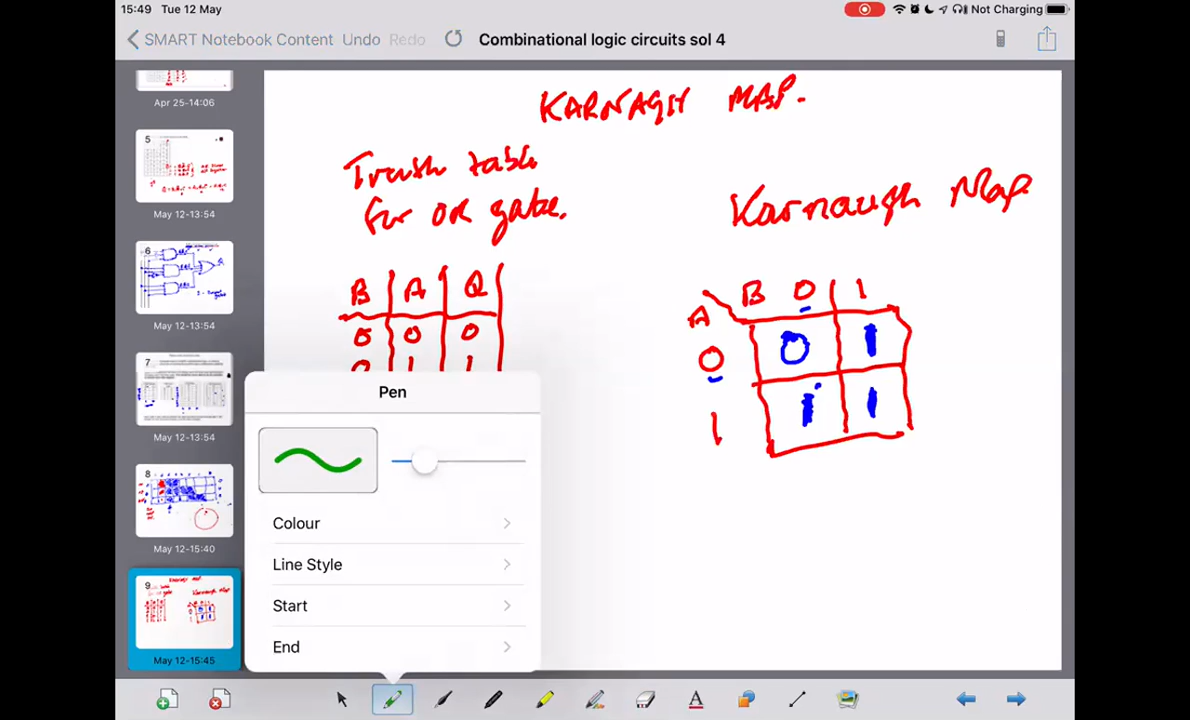 15:49 Tue 12 May
Not Charging
SMART Notebook Content Undo Redo
Combinational logic circuits sol 4
Apr 25-14:06
5
May 12-13:54
6
May 12-13:54
7
May 12-13:54
8
May 12-15:40
9
May 12-15:45
KARNAGH MAP.
Truth table
for OR gate.
B A Q
0 0 0
0 1 1
Karnaugh Map
B 0 1
A
0 0 1
1 1 1
Pen
Colour
Line Style
Start
End
A